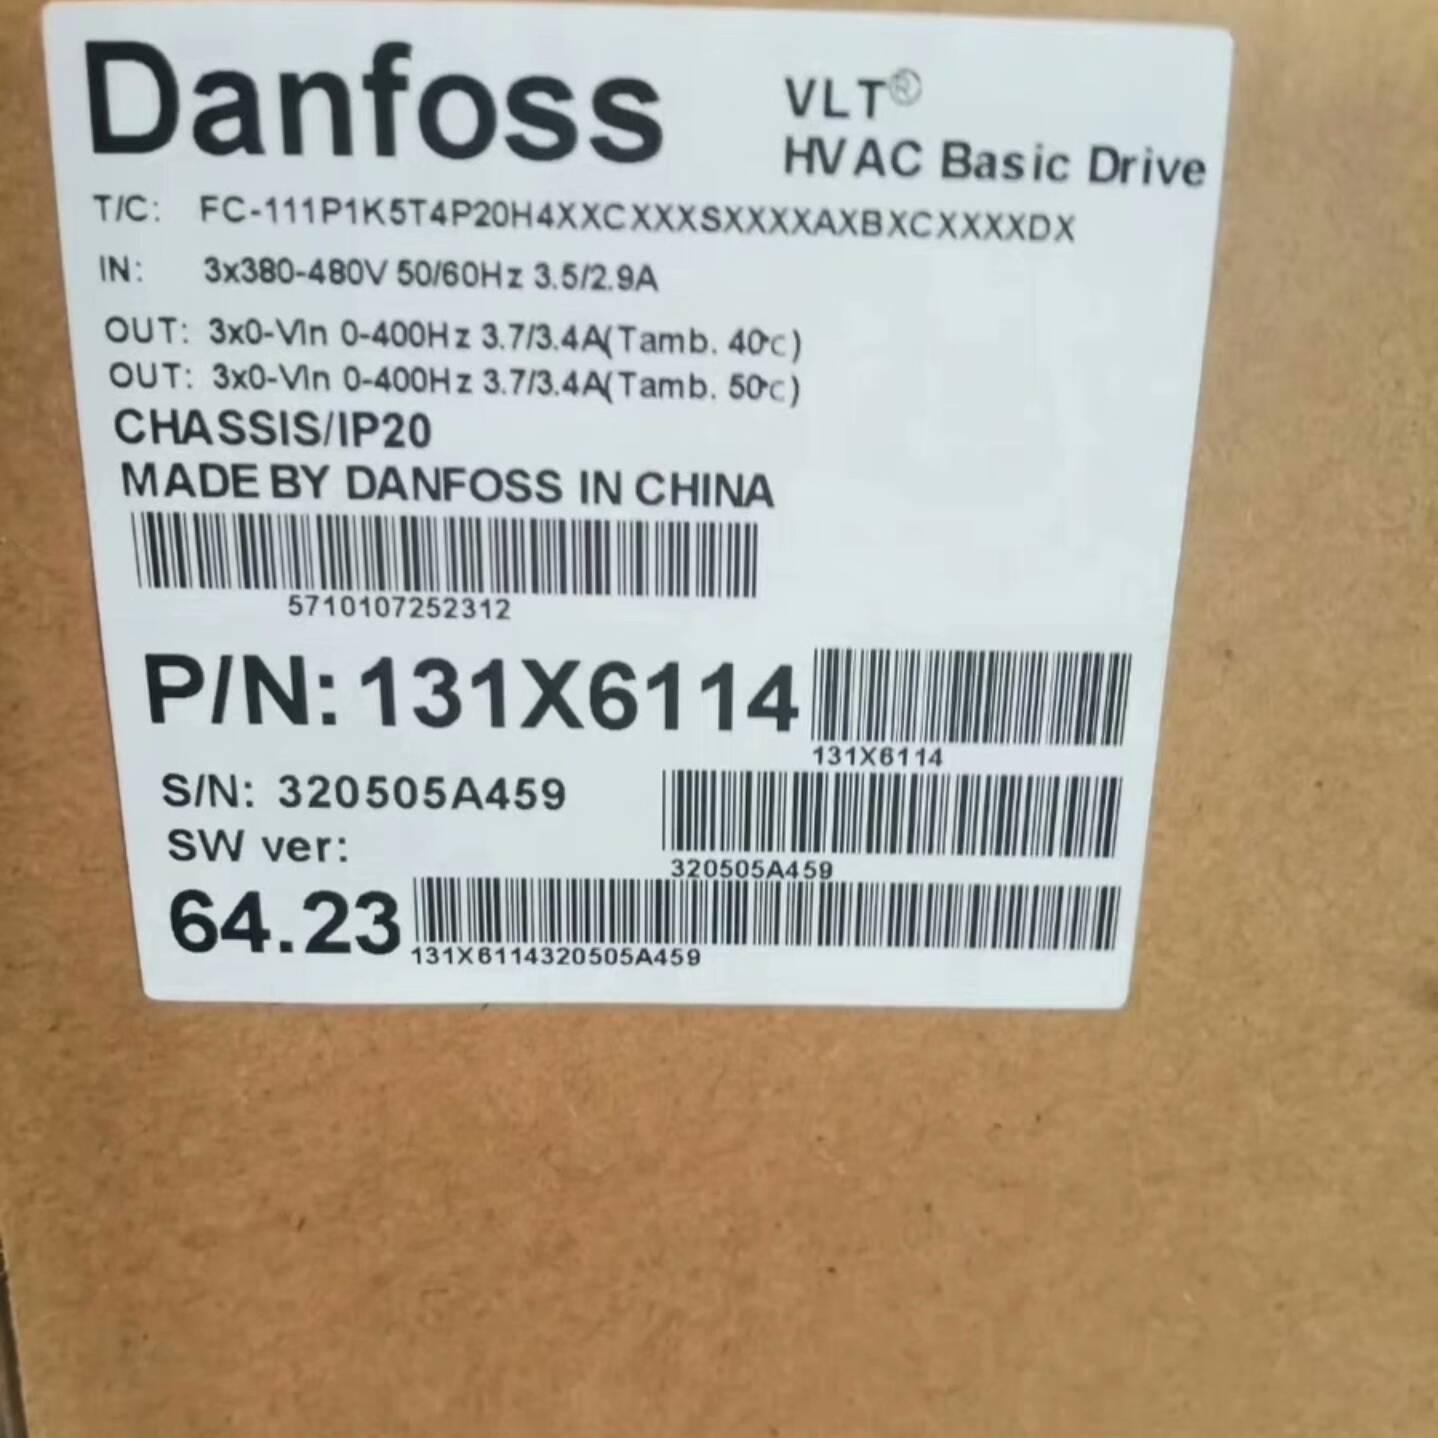 Danfoss
VLT®
HVAC Basic Drive
T/C: FC-111P1K5T4P20H4XXCXXXSXXXXAXBXCXXXXDX
IN: 3x380-480V 50/60Hz 3.5/2.9A
OUT: 3x0-Vin 0-400Hz 3.7/3.4A(Tamb. 40°c)
OUT: 3x0-Vin 0-400Hz 3.7/3.4A(Tamb. 50°c)
CHASSIS/IP20
MADE BY DANFOSS IN CHINA
5710107252312
P/N: 131X6114
131X6114
S/N: 320505A459
SW ver:
320505A459
64.23
131X6114320505A459